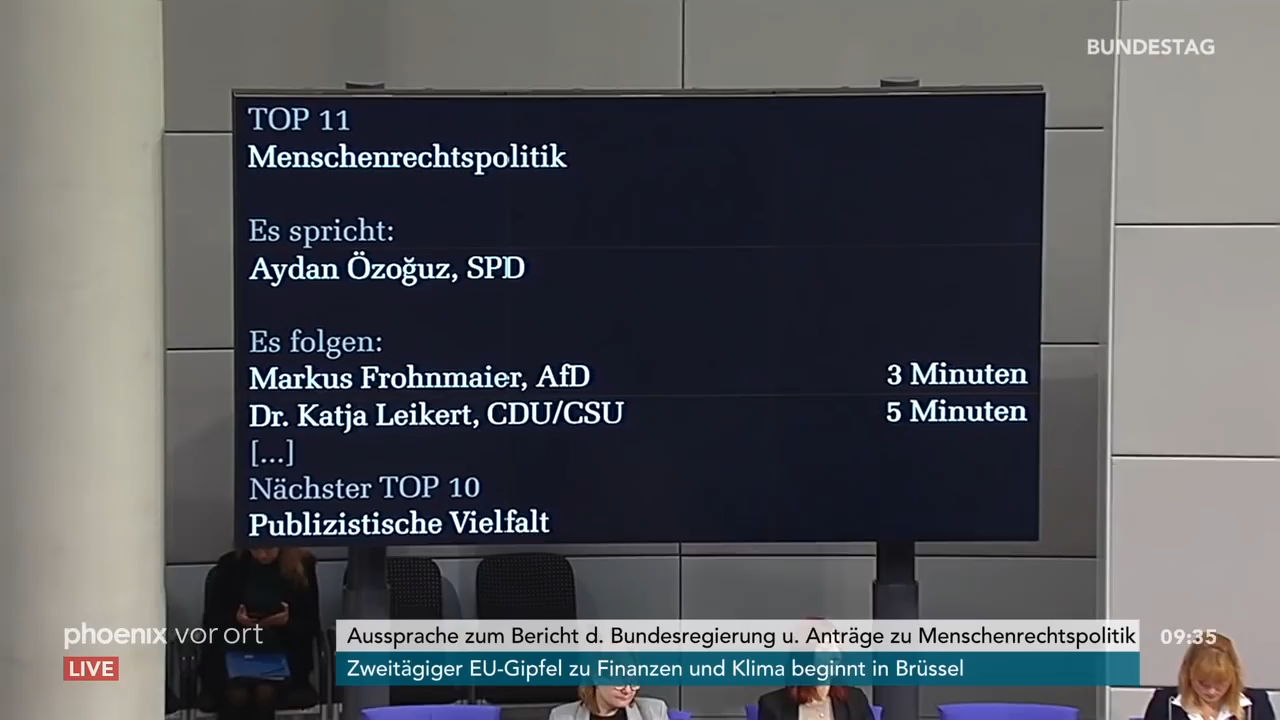 BUNDESTAG
TOP 11
Menschenrechtspolitik
Es spricht:
Aydan Özoğuz, SPD
Es folgen:
Markus Frohnmaier, AfD 3 Minuten
Dr. Katja Leikert, CDU/CSU 5 Minuten
[...]
Nächster TOP 10
Publizistische Vielfalt
phoenix vor ort
LIVE
Aussprache zum Bericht d. Bundesregierung u. Anträge zu Menschenrechtspolitik
09:35
Zweitägiger EU-Gipfel zu Finanzen und Klima beginnt in Brüssel